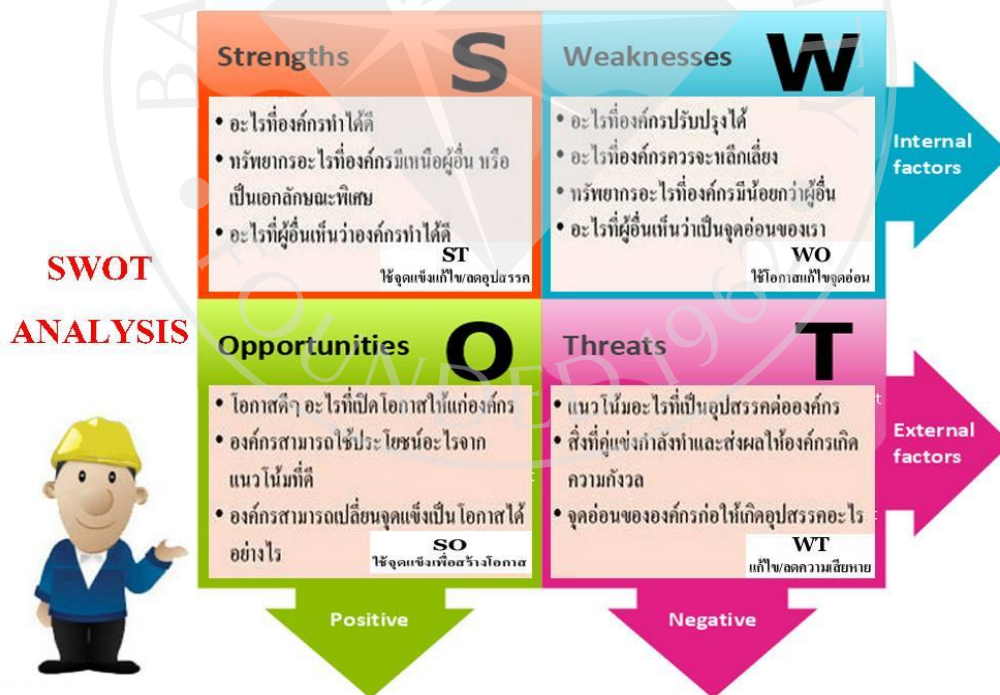 SWOT
ANALYSIS
Strengths
S
• อะไรที่องค์กรทำได้ดี
• ทรัพยากรอะไรที่องค์กรมีเหนือผู้อื่น หรือ
เป็นเอกลักษณะพิเศษ
• อะไรที่ผู้อื่นเห็นว่าองค์กรทำได้ดี
ST
ใช้จุดแข็งแก้ไข/ลดอุปสรรค
Weaknesses
W
• อะไรที่องค์กรปรับปรุงได้
• อะไรที่องค์กรควรจะหลีกเลี่ยง
• ทรัพยากรอะไรที่องค์กรมีน้อยกว่าผู้อื่น
• อะไรที่ผู้อื่นเห็นว่าเป็นจุดอ่อนของเรา
WO
ใช้โอกาสแก้ไขจุดอ่อน
Internal
factors
Opportunities
O
• โอกาสดีๆ อะไรที่เปิดโอกาสให้แก่องค์กร
• องค์กรสามารถใช้ประโยชน์อะไรจาก
แนวโน้มที่ดี
• องค์กรสามารถเปลี่ยนจุดแข็งเป็นโอกาสได้
อย่างไร
SO
ใช้จุดแข็งเพื่อสร้างโอกาส
Threats
T
• แนวโน้มอะไรที่เป็นอุปสรรคต่อองค์กร
• สิ่งที่คู่แข่งกำลังทำและส่งผลให้องค์กรเกิด
ความกังวล
• จุดอ่อนขององค์กรก่อให้เกิดอุปสรรคอะไร
WT
แก้ไข/ลดความเสียหาย
External
factors
Positive
Negative
FOUNDED 1962